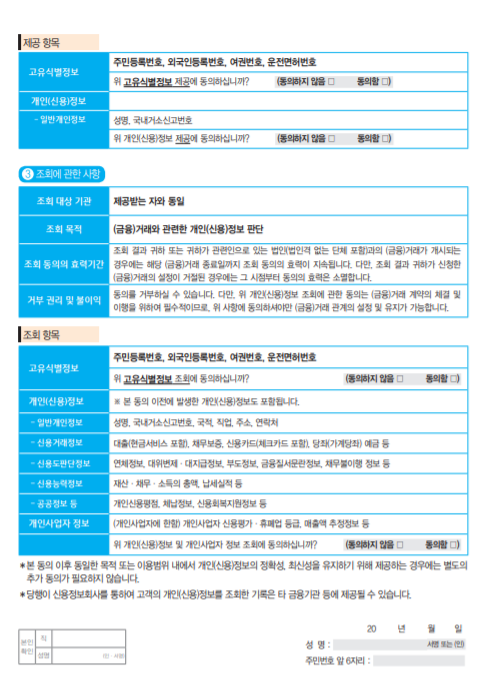 제공 항목
고유식별정보
주민등록번호, 외국인등록번호, 여권번호, 운전면허번호
위 고유식별정보 제공에 동의하십니까? (동의하지 않음 □ 동의함 □)
개인(신용)정보
- 일반개인정보
성명, 국내거소신고번호
위 개인(신용)정보 제공에 동의하십니까? (동의하지 않음 □ 동의함 □)
3 조회에 관한 사항
조회 대상 기관
제공받는 자와 동일
조회 목적
(금융)거래와 관련한 개인(신용)정보 판단
조회 동의의 효력기간
조회 결과 귀하 또는 귀하가 관련인으로 있는 법인(법인격 없는 단체 포함)과의 (금융)거래가 개시되는
경우에는 해당 (금융)거래 종료일까지 조회 동의의 효력이 지속됩니다. 다만, 조회 결과 귀하가 신청한
(금융)거래의 설정이 거절된 경우에는 그 시점부터 동의의 효력은 소멸합니다.
거부 권리 및 불이익
동의를 거부하실 수 있습니다. 다만, 위 개인(신용)정보 조회에 관한 동의는 (금융)거래 계약의 체결 및
이행을 위하여 필수적이므로, 위 사항에 동의하셔야만 (금융)거래 관계의 설정 및 유지가 가능합니다.
조회 항목
고유식별정보
주민등록번호, 외국인등록번호, 여권번호, 운전면허번호
위 고유식별정보 조회에 동의하십니까? (동의하지 않음 □ 동의함 □)
개인(신용)정보
※ 본 동의 이전에 발생한 개인(신용)정보도 포함됩니다.
- 일반개인정보
성명, 국내거소신고번호, 국적, 직업, 주소, 연락처
- 신용거래정보
대출(현금서비스 포함), 채무보증, 신용카드(체크카드 포함), 당좌(가계당좌) 예금 등
- 신용도판단정보
연체정보, 대위변제 · 대지급정보, 부도정보, 금융질서문란정보, 채무불이행 정보 등
- 신용능력정보
재산 · 채무 · 소득의 총액, 납세실적 등
- 공공정보 등
개인신용평점, 체납정보, 신용회복지원정보 등
개인사업자 정보
(개인사업자에 한함) 개인사업자 신용평가 · 휴폐업 등급, 매출액 추정정보 등
위 개인(신용)정보 및 개인사업자 정보 조회에 동의하십니까? (동의하지 않음 □ 동의함 □)
* 본 동의 이후 동일한 목적 또는 이용범위 내에서 개인(신용)정보의 정확성, 최신성을 유지하기 위해 제공하는 경우에는 별도의
추가 동의가 필요하지 않습니다.
* 당행이 신용정보회사를 통하여 고객의 개인(신용)정보를 조회한 기록은 타 금융기관 등에 제공될 수 있습니다.
본인
확인
직
성명
(인 · 서명)
20 년 월 일
성 명 : 서명 또는 (인)
주민번호 앞 6자리 :